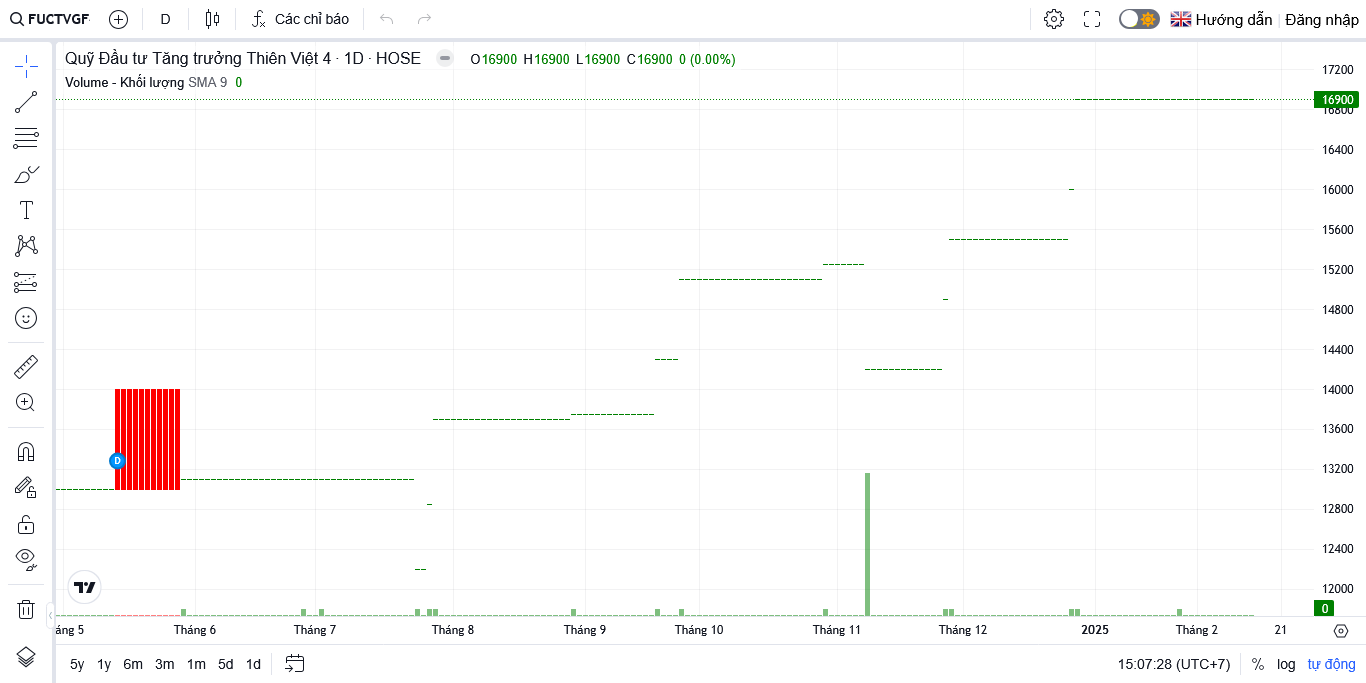 FUCTVGF D Các chỉ báo Hướng dẫn Đăng nhập
Quỹ Đầu tư Tăng trưởng Thiên Việt 4 · 1D · HOSE O16900 H16900 L16900 C16900 0 (0.00%)
Volume - Khối lượng SMA 9 0
17200
16900
16800
16400
16000
15600
15200
14800
14400
14000
13600
D
13200
12800
12400
12000
0
áng 5 Tháng 6 Tháng 7 Tháng 8 Tháng 9 Tháng 10 Tháng 11 Tháng 12 2025 Tháng 2 21
5y 1y 6m 3m 1m 5d 1d 15:07:28 (UTC+7) % log tự động